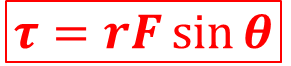 τ = rF sin θ